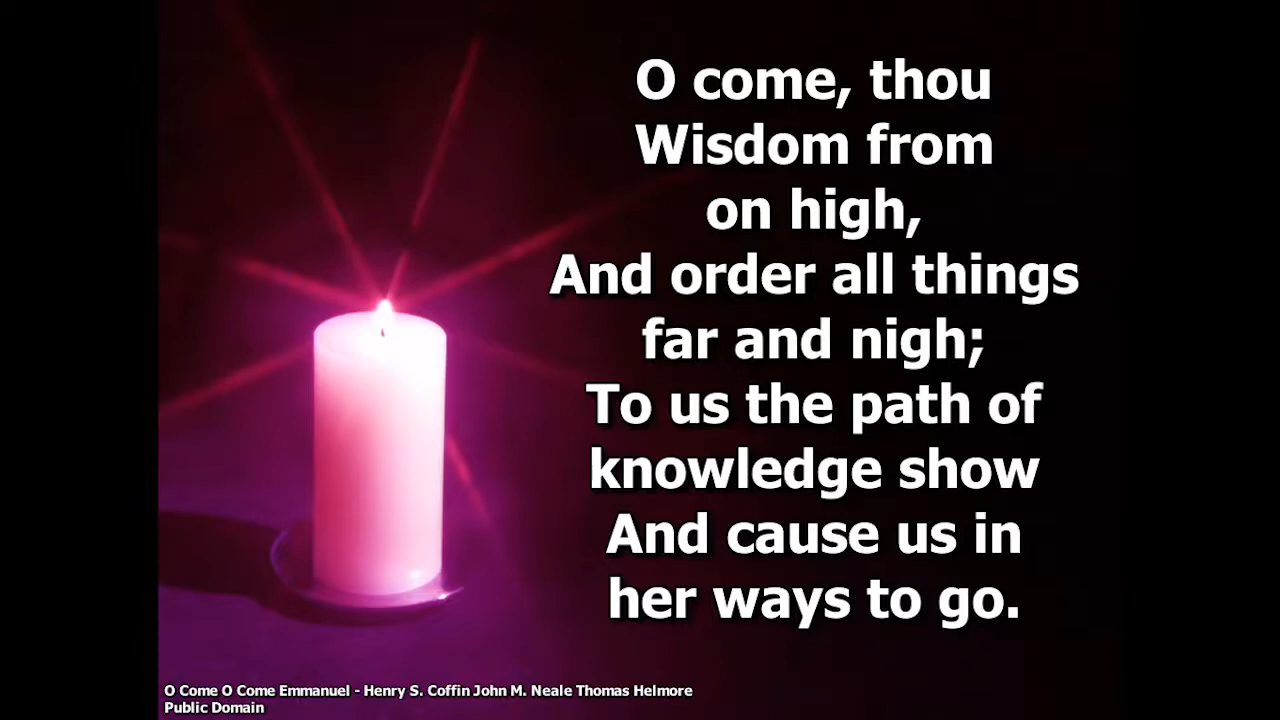 O come, thou
Wisdom from
on high,
And order all things
far and nigh;
To us the path of
knowledge show
And cause us in
her ways to go.
O Come O Come Emmanuel - Henry S. Coffin John M. Neale Thomas Helmore
Public Domain